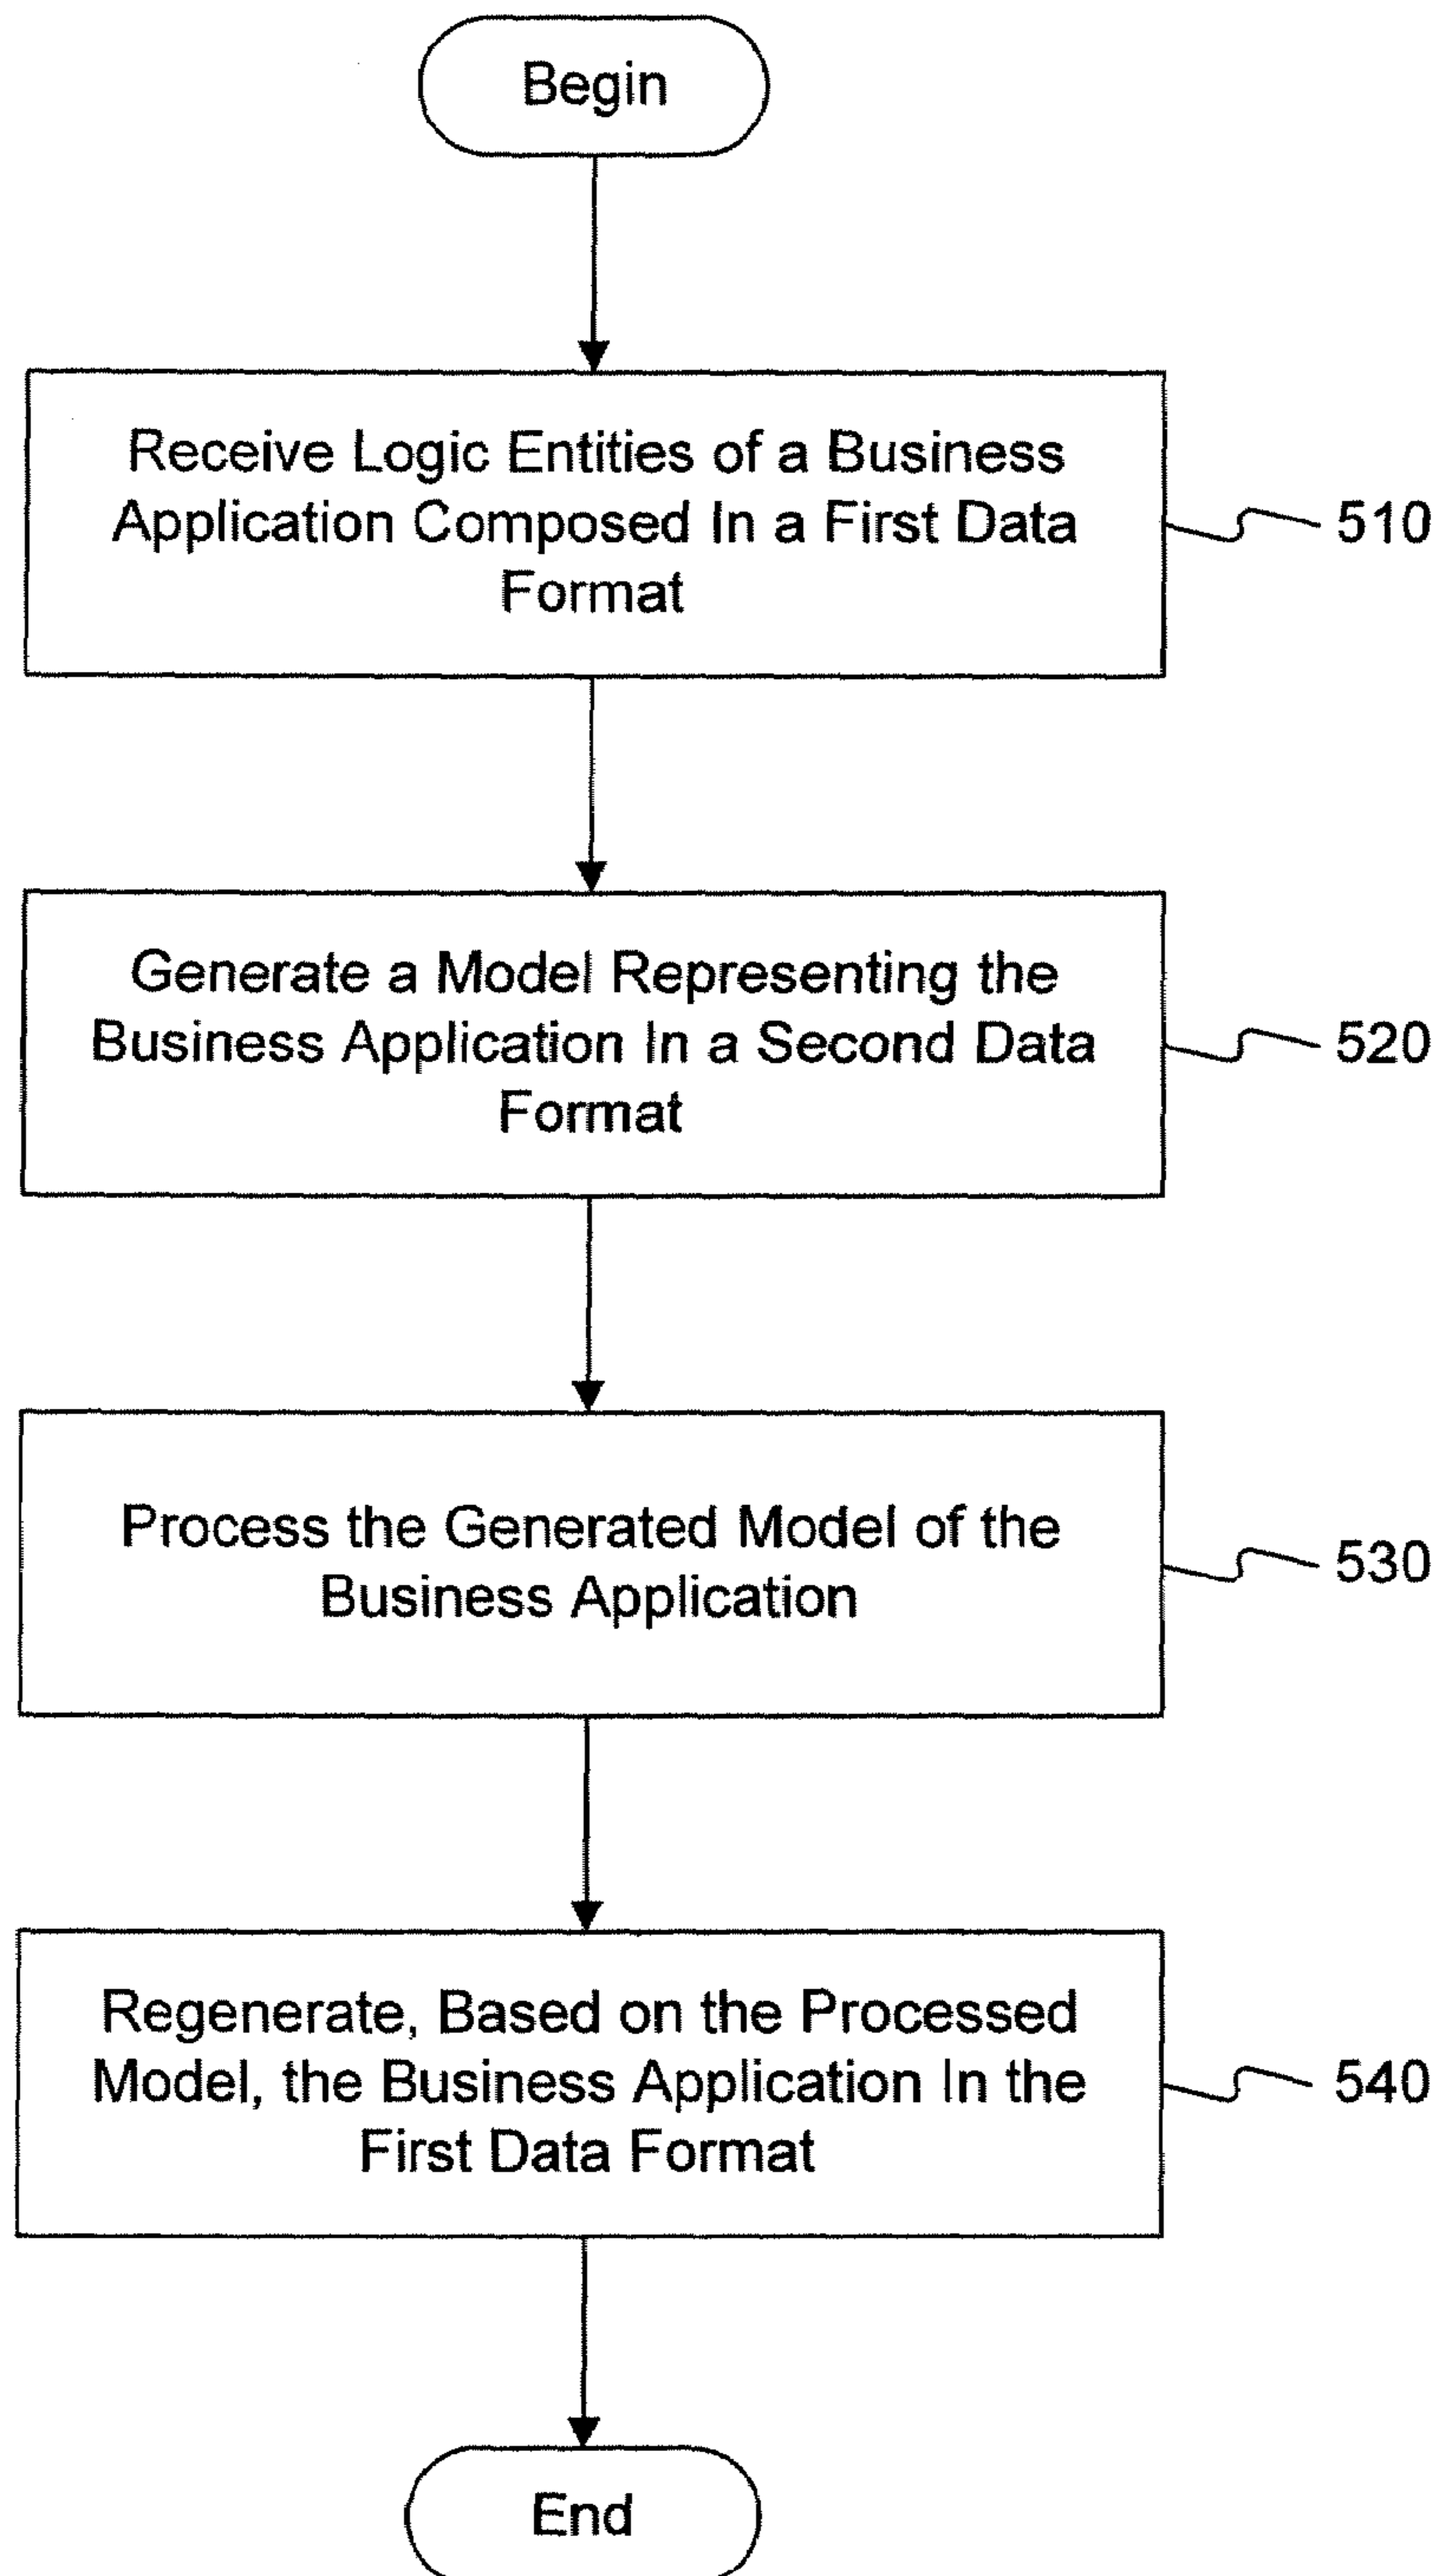 Begin
Receive Logic Entities of a Business
Application Composed In a First Data
Format
510
Generate a Model Representing the
Business Application In a Second Data
Format
520
Process the Generated Model of the
Business Application
530
Regenerate, Based on the Processed
Model, the Business Application In the
First Data Format
540
End